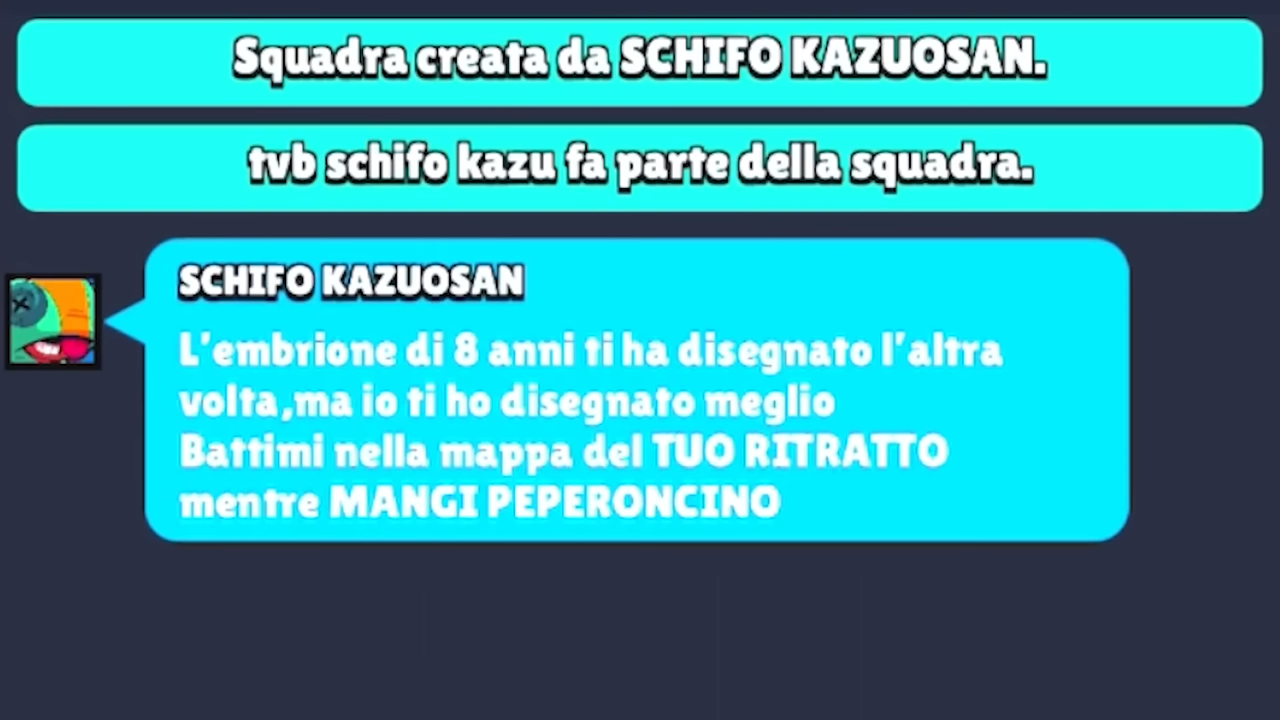 Squadra creata da SCHIFO KAZUOSAN.
tvb schifo kazu fa parte della squadra.
SCHIFO KAZUOSAN
L'embrione di 8 anni ti ha disegnato l'altra
volta,ma io ti ho disegnato meglio
Battimi nella mappa del TUO RITRATTO
mentre MANGI PEPERONCINO